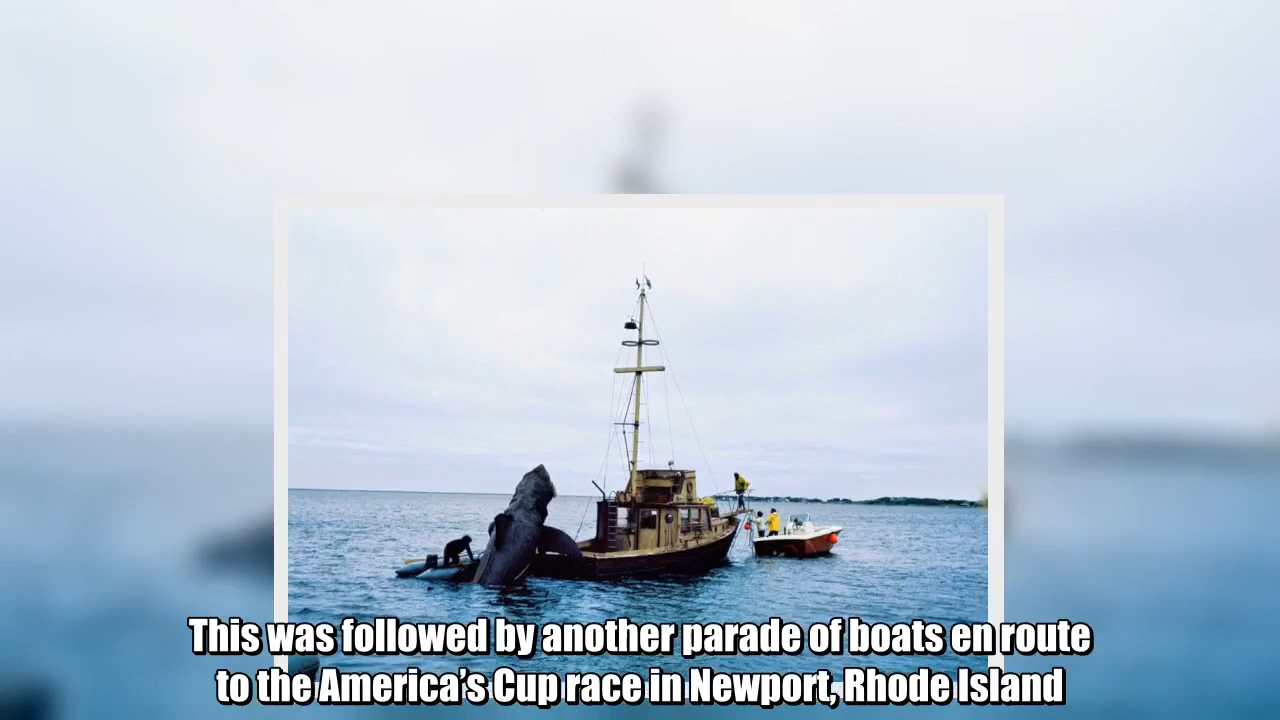 This was followed by another parade of boats en route
to the America’s Cup race in Newport, Rhode Island